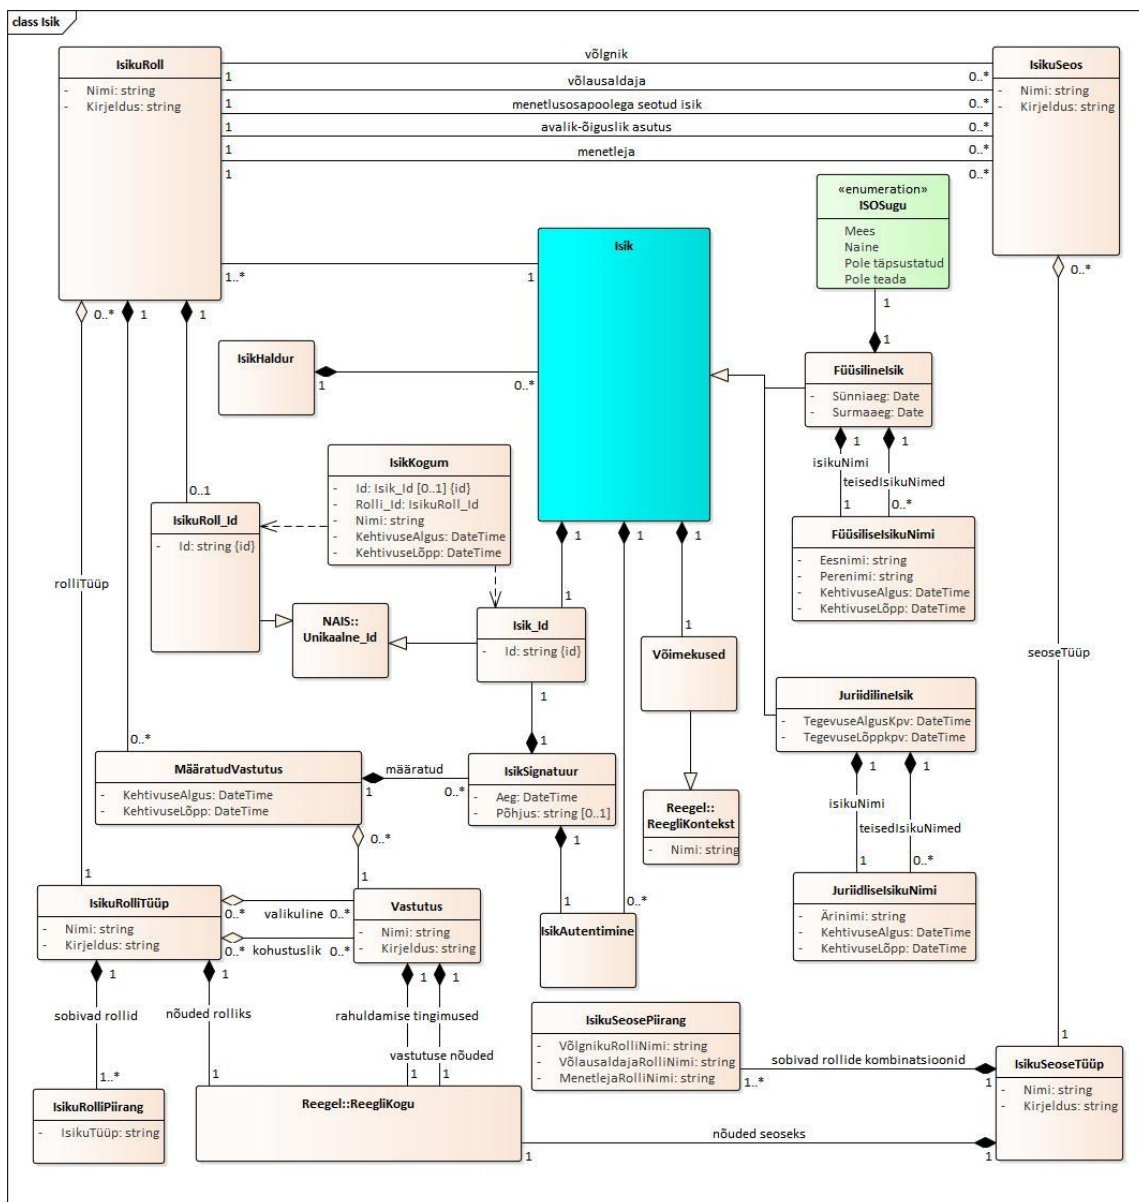 class Isik
IsikuRoll
- Nimi: string
- Kirjeldus: string
IsikuSeos
- Nimi: string
- Kirjeldus: string
võlgnik
1
0..*
võlausaldaja
1
0..*
menetlusosapoolega seotud isik
1
0..*
avalik-õiguslik asutus
1
0..*
menetleja
1
0..*
«enumeration»
ISOSugu
Mees
Naine
Pole täpsustatud
Pole teada
1
1
Isik
1..*
1
0..*
1
1
0..*
IsikHaldur
1
0..*
FüüsilineIsik
- Sünniaeg: Date
- Surmaaeg: Date
1
1
isikuNimi
teisedIsikuNimed
1
0..*
FüüsiliseIsikuNimi
- Eesnimi: string
- Perenimi: string
- KehtivuseAlgus: DateTime
- KehtivuseLõpp: DateTime
IsikKogum
- Id: Isik_Id [0..1] {id}
- Rolli_Id: IsikuRoll_Id
- Nimi: string
- KehtivuseAlgus: DateTime
- KehtivuseLõpp: DateTime
0..1
IsikuRoll_Id
- Id: string {id}
1
1
1
rolliTüüp
NAIS::
Unikaalne_Id
1
Isik_Id
- Id: string {id}
1
Võimekused
seoseTüüp
1
1
JuriidilineIsik
- TegevuseAlgusKpv: DateTime
- TegevuseLõppkpv: DateTime
1
1
isikuNimi
teisedIsikuNimed
1
0..*
JuriidliseIsikuNimi
- Ärinimi: string
- KehtivuseAlgus: DateTime
- KehtivuseLõpp: DateTime
0..*
MääratudVastutus
- KehtivuseAlgus: DateTime
- KehtivuseLõpp: DateTime
määratud
1
0..*
IsikSignatuur
- Aeg: DateTime
- Põhjus: string [0..1]
1
Reegel::
ReegliKontekst
- Nimi: string
0..*
1
1
IsikuRolliTüüp
- Nimi: string
- Kirjeldus: string
0..*
valikuline
0..*
0..*
kohustuslik
0..*
Vastutus
- Nimi: string
- Kirjeldus: string
1
0..*
IsikAutentimine
1
1
1
1
sobivad rollid
nõuded rolliks
rahuldamise tingimused
vastutuse nõuded
1..*
1
1
1
IsikuRolliPiirang
- IsikuTüüp: string
Reegel::ReegliKogu
IsikuSeosePiirang
- VõlgnikuRolliNimi: string
- VõlausaldajaRolliNimi: string
- MenetlejaRolliNimi: string
sobivad rollide kombinatsioonid
1..*
1
1
IsikuSeoseTüüp
- Nimi: string
- Kirjeldus: string
nõuded seoseks
1
1